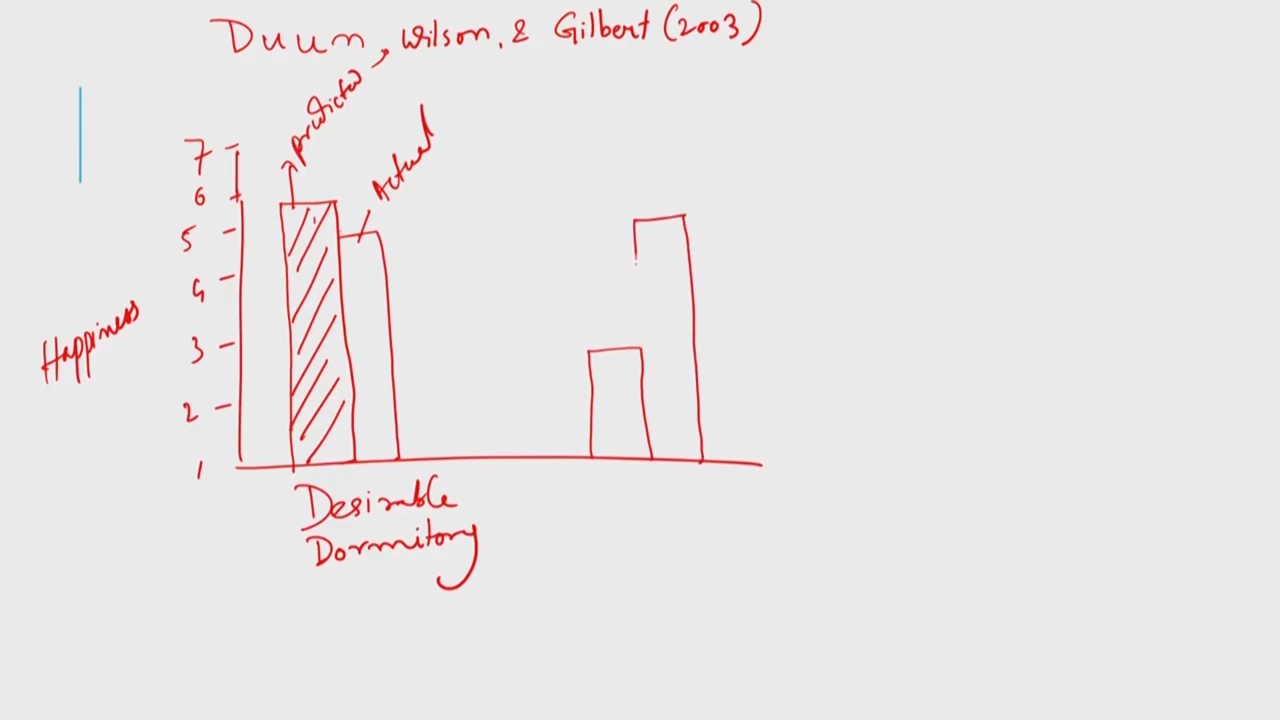 Duun, Wilson, & Gilbert (2003)
predicted
Actual
7
6
5
4
3
2
1
Happiness
Desirable
Dormitory